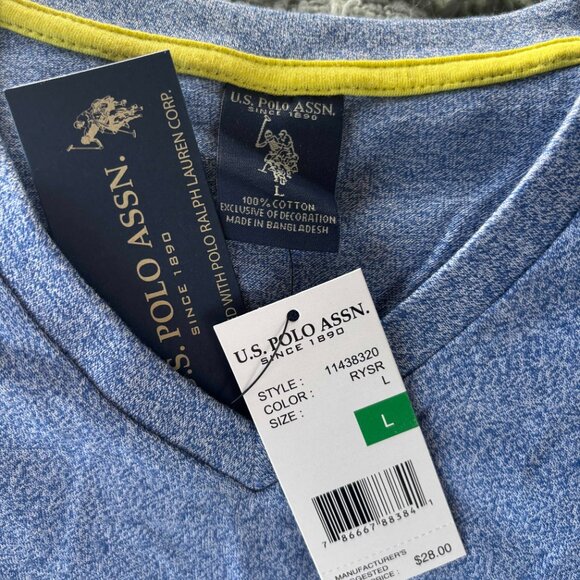 U.S. POLO ASSN.
SINCE 1890
D WITH POLO RALPH LAUREN CORP.
U.S. POLO ASSN.
SINCE 1890
L
100% COTTON
EXCLUSIVE OF DECORATION
MADE IN BANGLADESH
U.S. POLO ASSN.
SINCE 1890
STYLE : 11438320
COLOR : RYSR
SIZE : L
L
7 86667 88384 1
MANUFACTURER'S
SUGGESTED
PRICE :
$28.00